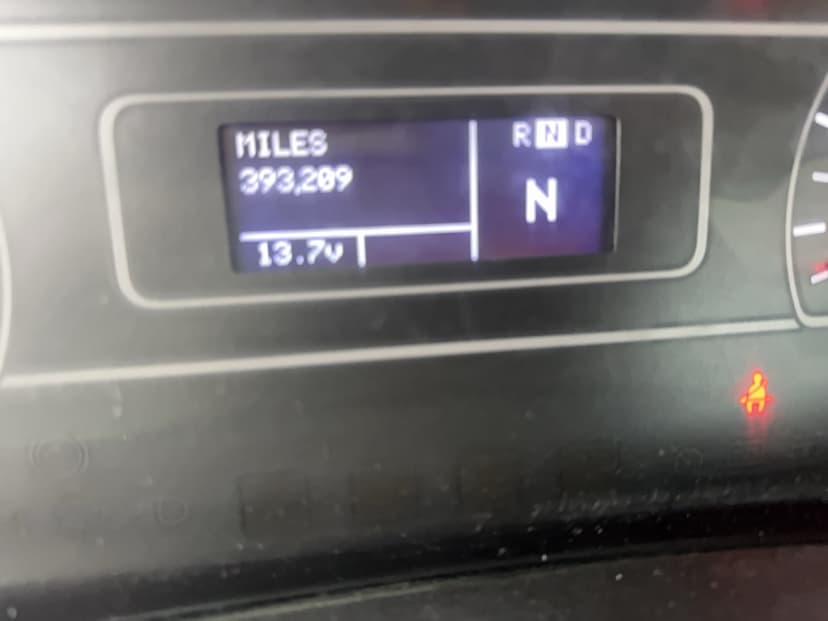 MILES
393,209
13.7v
R N D
N